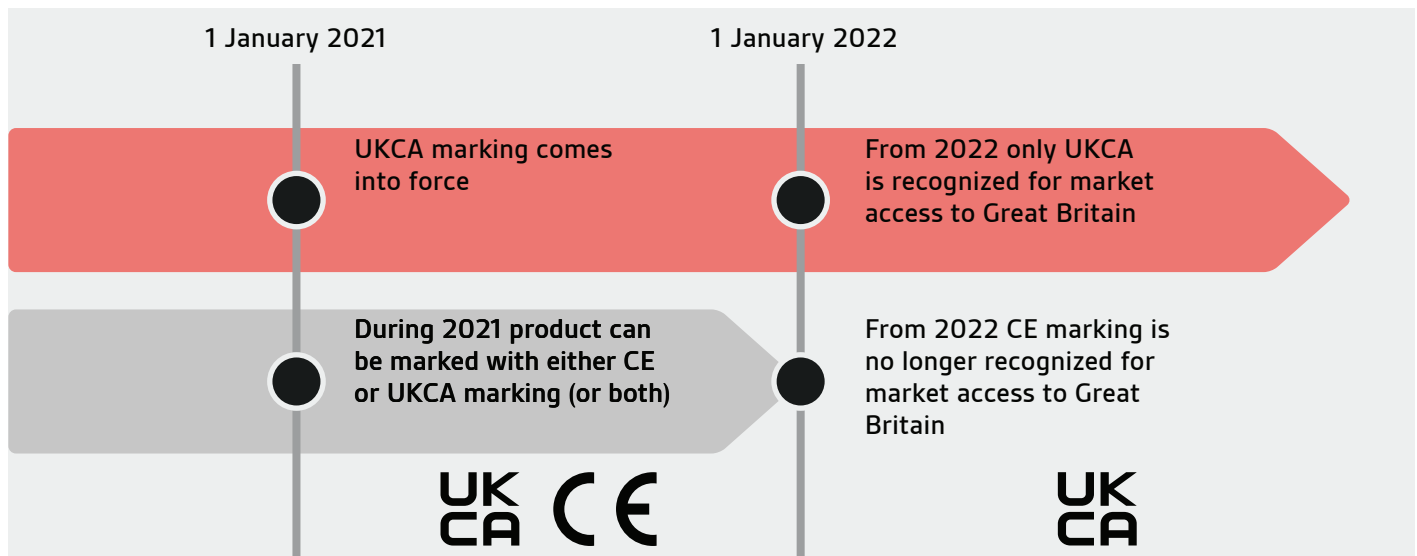 1 January 2021
1 January 2022
UKCA marking comes
into force
From 2022 only UKCA
is recognized for market
access to Great Britain
During 2021 product can
be marked with either CE
or UKCA marking (or both)
From 2022 CE marking is
no longer recognized for
market access to Great
Britain
UK
CA
CE
UK
CA